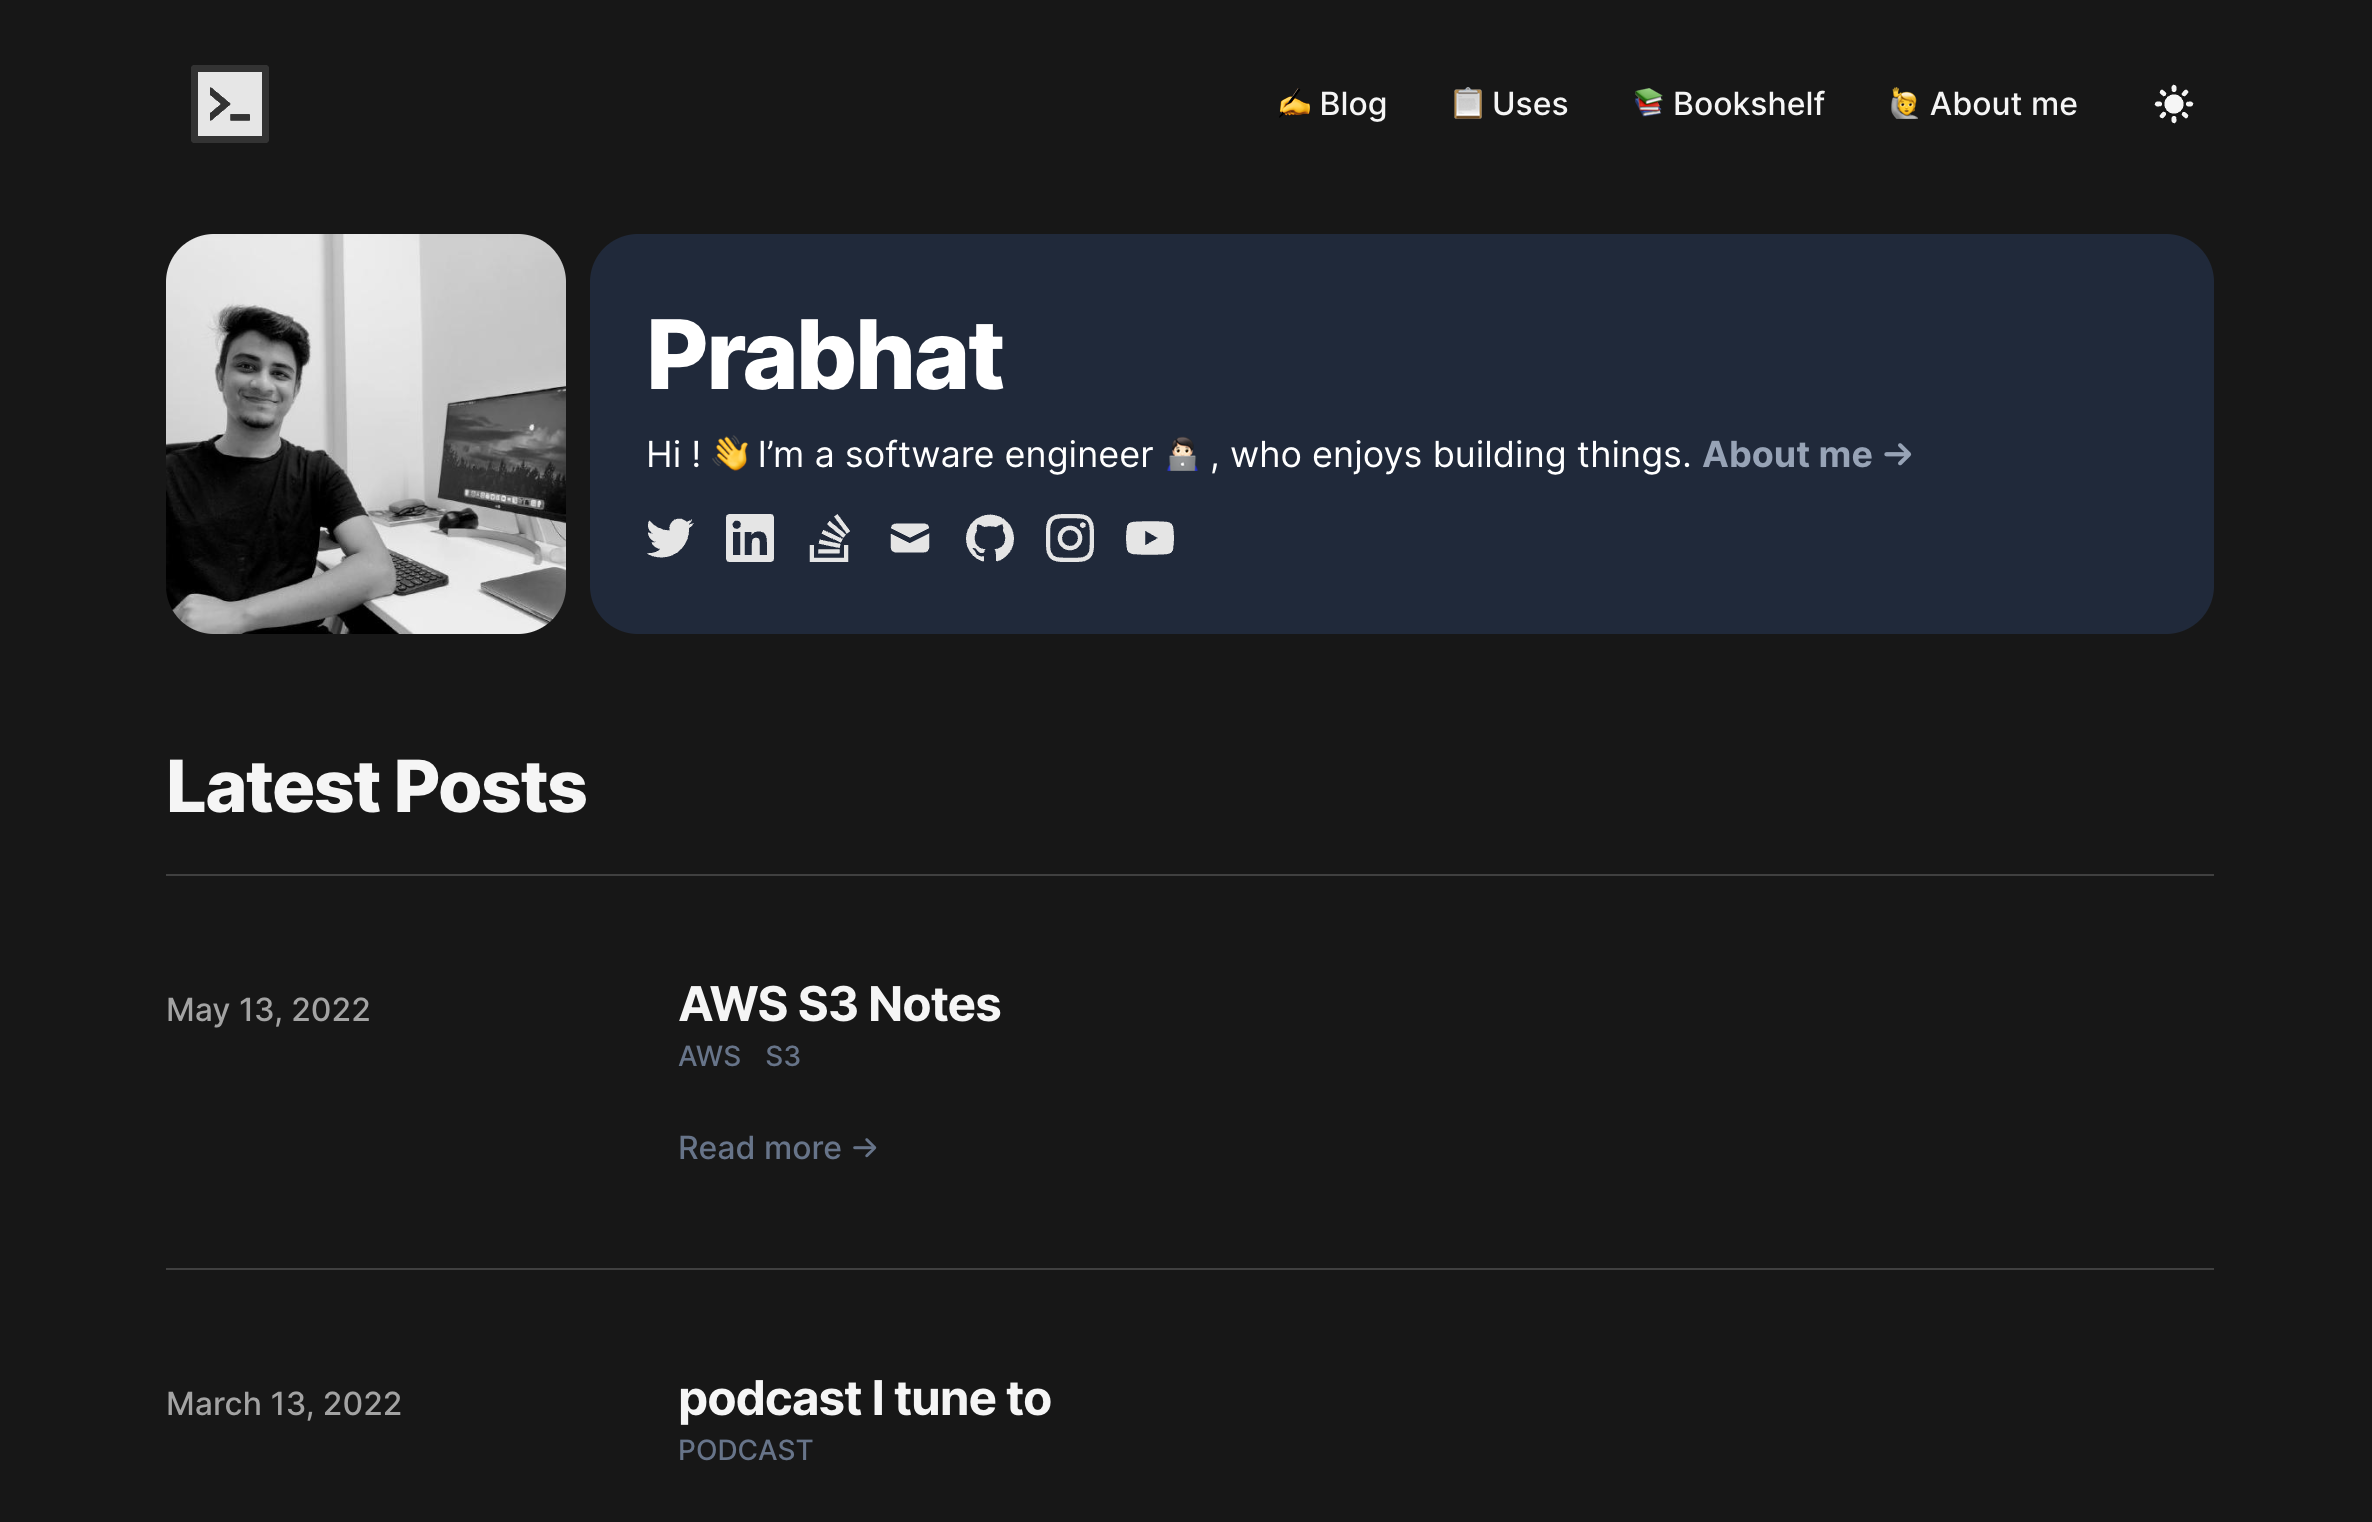 >_
✍️ Blog 📋 Uses 📚 Bookshelf 🙋 About me
Prabhat
Hi ! 👋 I’m a software engineer 👨🏻‍💻 , who enjoys building things. About me →
Latest Posts
May 13, 2022
AWS S3 Notes
AWS S3
Read more →
March 13, 2022
podcast I tune to
PODCAST